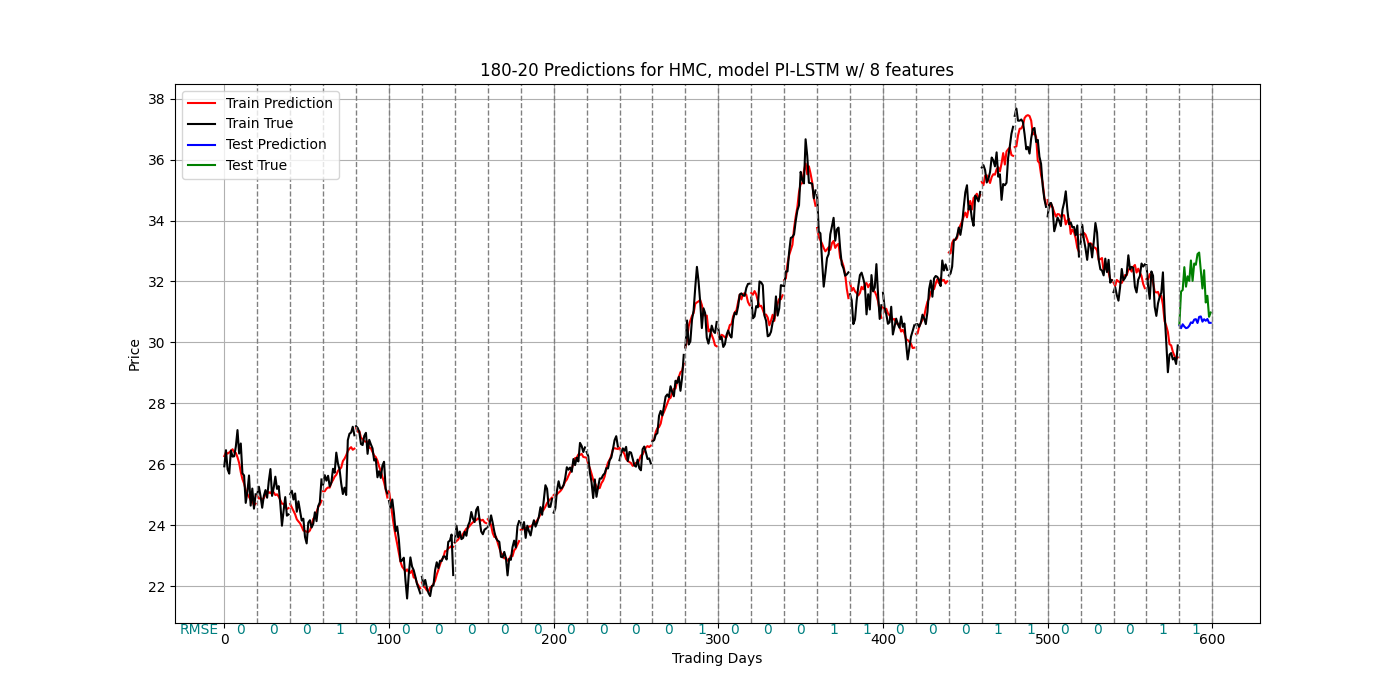 180-20 Predictions for HMC, model PI-LSTM w/ 8 features
Train Prediction
Train True
Test Prediction
Test True
Price
38
36
34
32
30
28
26
24
22
RMSE 0 0 0 1 0 0 0 0 0 0 0 0 0 0 1 0 0 0 1 1 0 0 0 1 1 0 0 0 1 1
0 100 200 300 400 500 600
Trading Days